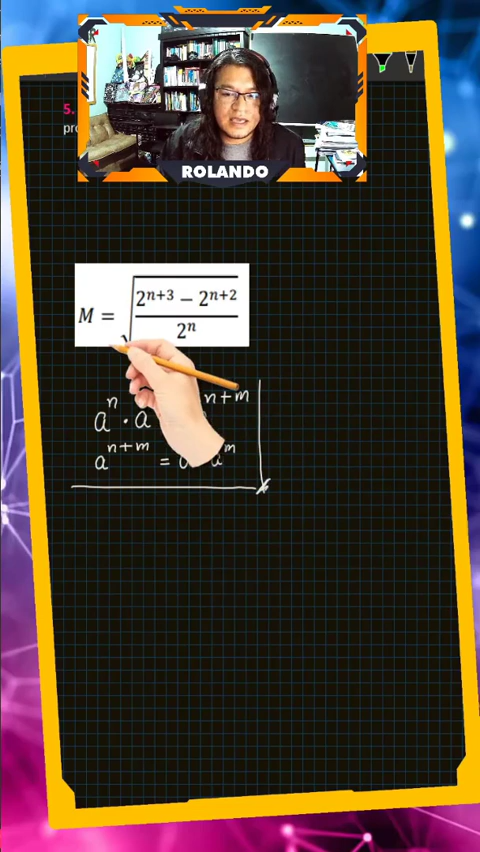 ROLANDO
5.
pro
M = √((2^{n+3} − 2^{n+2})/(2^n))
a^n · a n+m
a^{n+m} = a^m